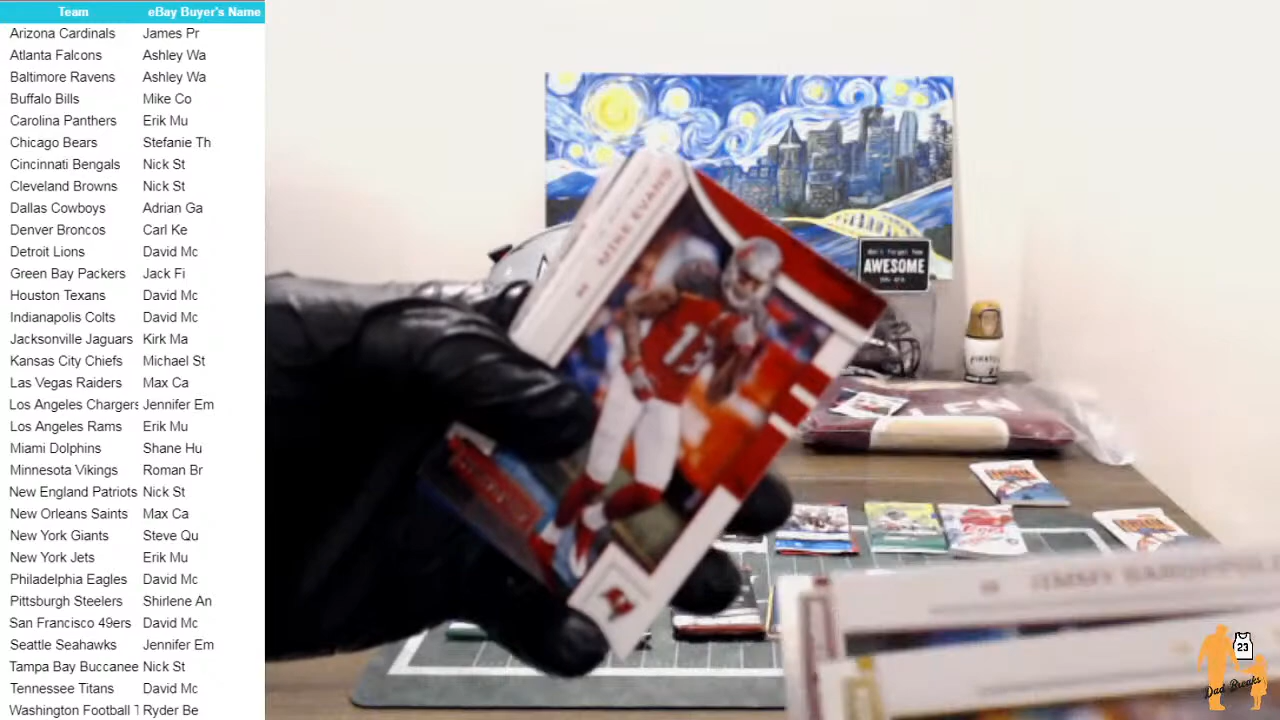 Team eBay Buyer's Name
Arizona Cardinals James Pr
Atlanta Falcons Ashley Wa
Baltimore Ravens Ashley Wa
Buffalo Bills Mike Co
Carolina Panthers Erik Mu
Chicago Bears Stefanie Th
Cincinnati Bengals Nick St
Cleveland Browns Nick St
Dallas Cowboys Adrian Ga
Denver Broncos Carl Ke
Detroit Lions David Mc
Green Bay Packers Jack Fi
Houston Texans David Mc
Indianapolis Colts David Mc
Jacksonville Jaguars Kirk Ma
Kansas City Chiefs Michael St
Las Vegas Raiders Max Ca
Los Angeles Chargers Jennifer Em
Los Angeles Rams Erik Mu
Miami Dolphins Shane Hu
Minnesota Vikings Roman Br
New England Patriots Nick St
New Orleans Saints Max Ca
New York Giants Steve Qu
New York Jets Erik Mu
Philadelphia Eagles David Mc
Pittsburgh Steelers Shirlene An
San Francisco 49ers David Mc
Seattle Seahawks Jennifer Em
Tampa Bay Buccanee Nick St
Tennessee Titans David Mc
Washington Football T Ryder Be
MIKE EVANS
13
AWESOME
JIMMY
23
Dad Breaks